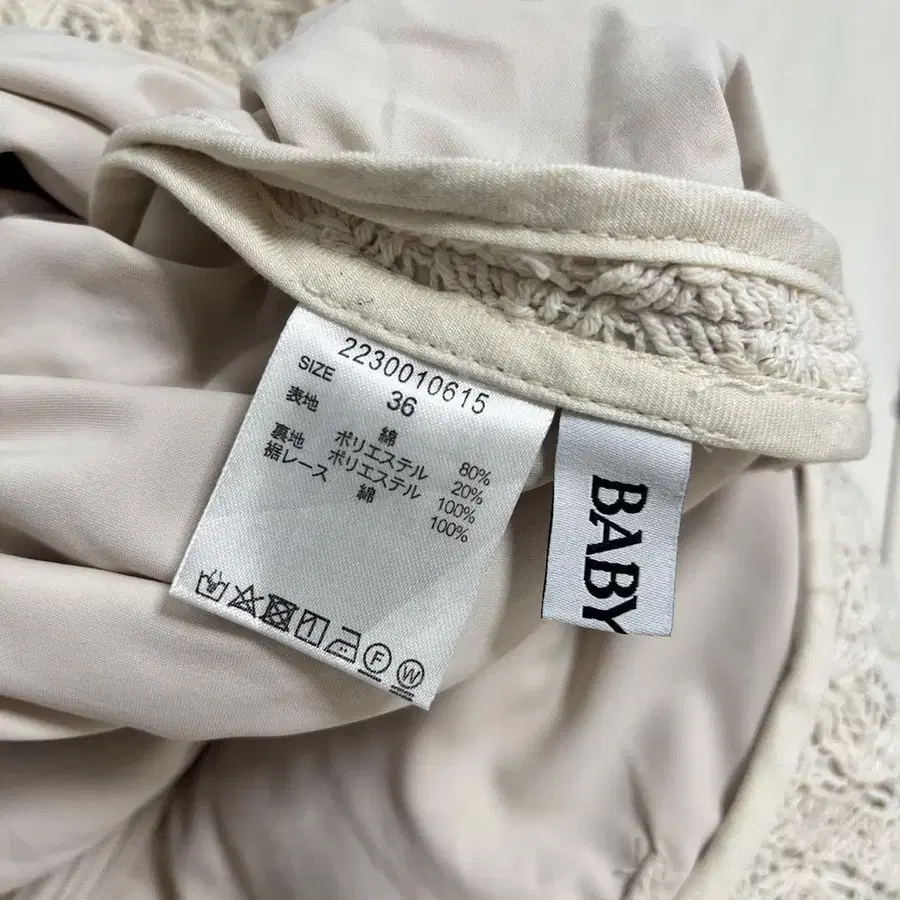 2230010615
SIZE 36
表地 綿 80%
ポリエステル 20%
裏地 ポリエステル 100%
裾レース 綿 100%
F W
BABY